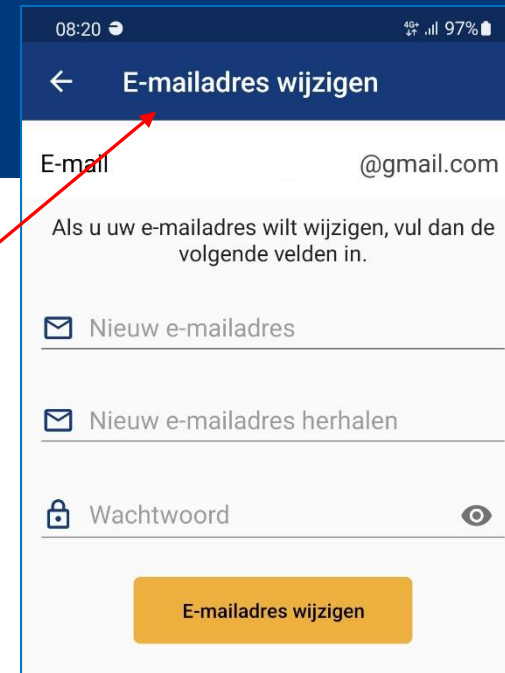 08:20 4G+ 97%
E-mailadres wijzigen
E-mail @gmail.com
Als u uw e-mailadres wilt wijzigen, vul dan de
volgende velden in.
Nieuw e-mailadres
Nieuw e-mailadres herhalen
Wachtwoord
E-mailadres wijzigen